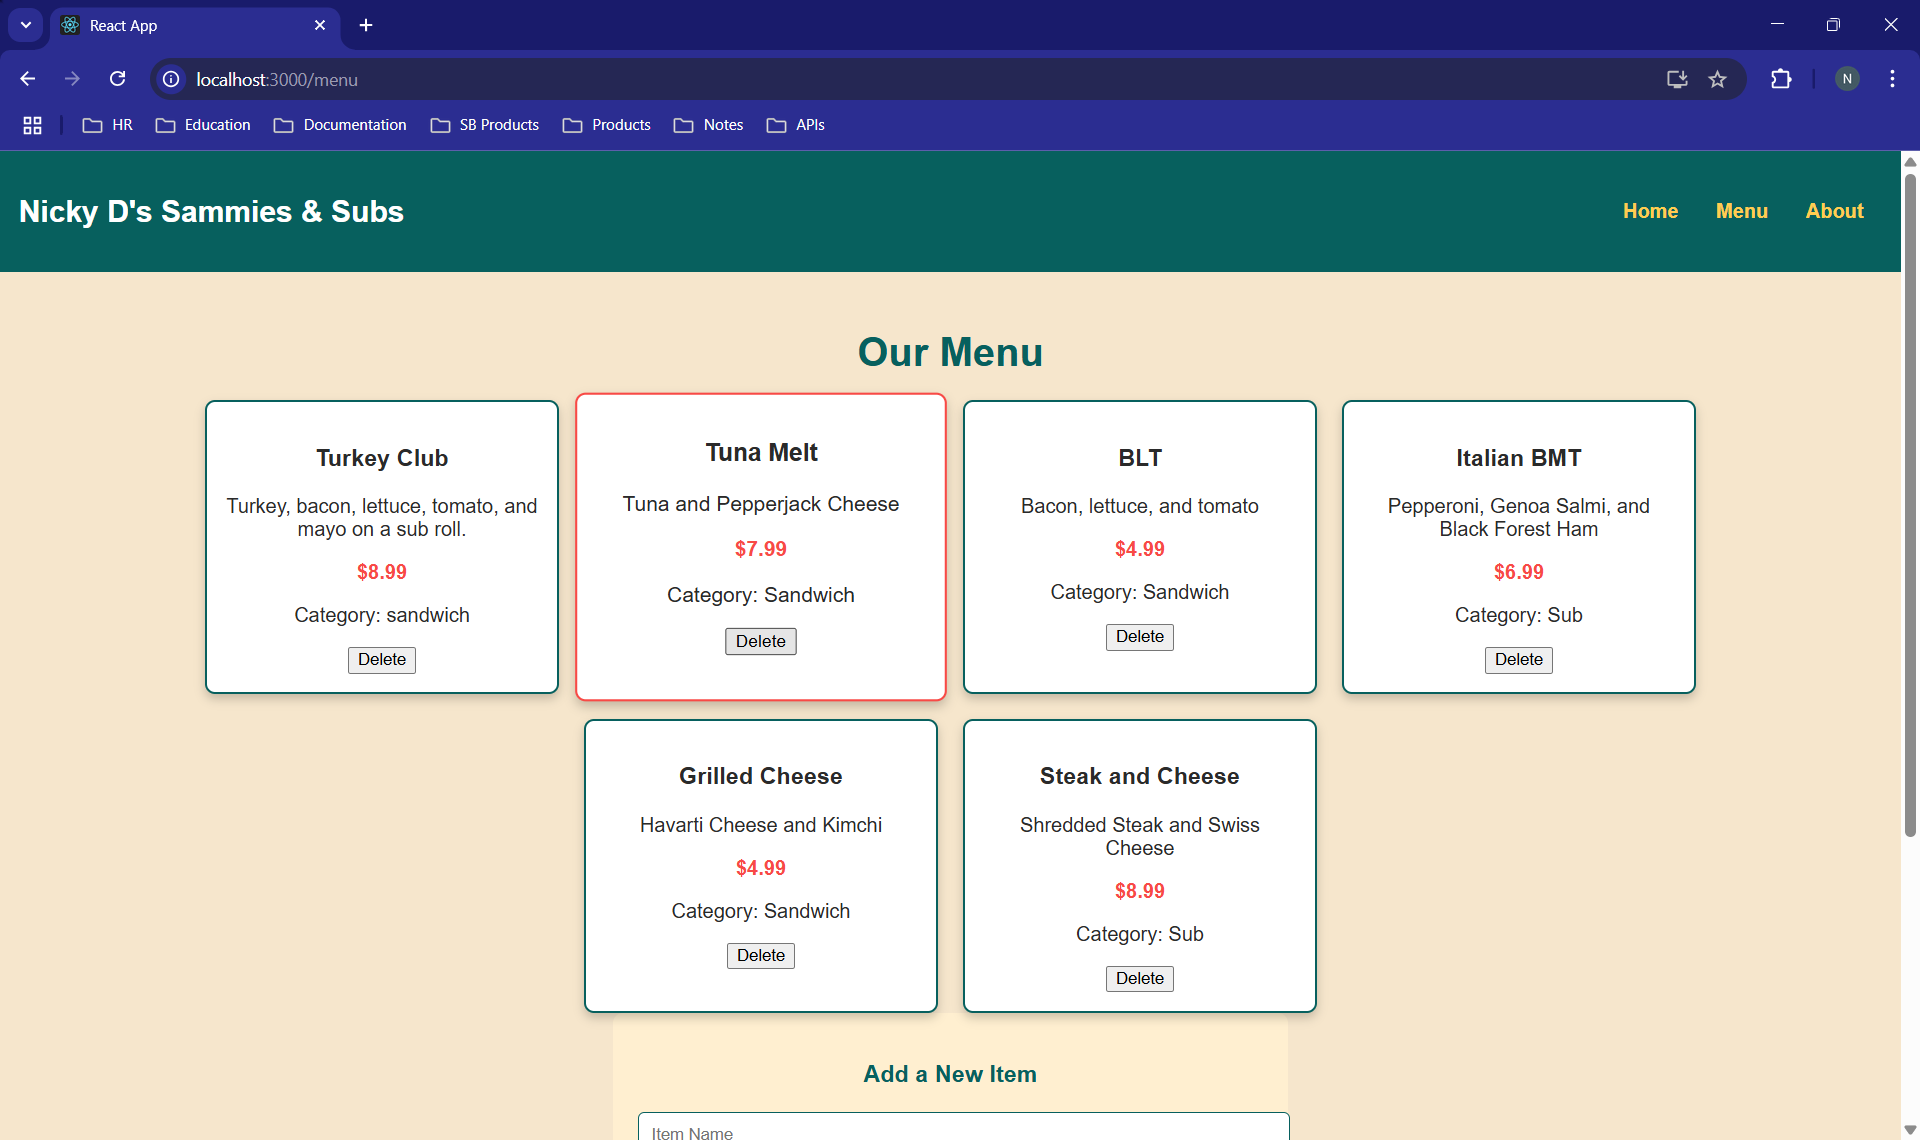 React App
localhost:3000/menu
N
HR
Education
Documentation
SB Products
Products
Notes
APIs
Nicky D's Sammies & Subs
Home
Menu
About
Our Menu
Turkey Club
Turkey, bacon, lettuce, tomato, and
mayo on a sub roll.
$8.99
Category: sandwich
Delete
Tuna Melt
Tuna and Pepperjack Cheese
$7.99
Category: Sandwich
Delete
BLT
Bacon, lettuce, and tomato
$4.99
Category: Sandwich
Delete
Italian BMT
Pepperoni, Genoa Salmi, and
Black Forest Ham
$6.99
Category: Sub
Delete
Grilled Cheese
Havarti Cheese and Kimchi
$4.99
Category: Sandwich
Delete
Steak and Cheese
Shredded Steak and Swiss
Cheese
$8.99
Category: Sub
Delete
Add a New Item
Item Name